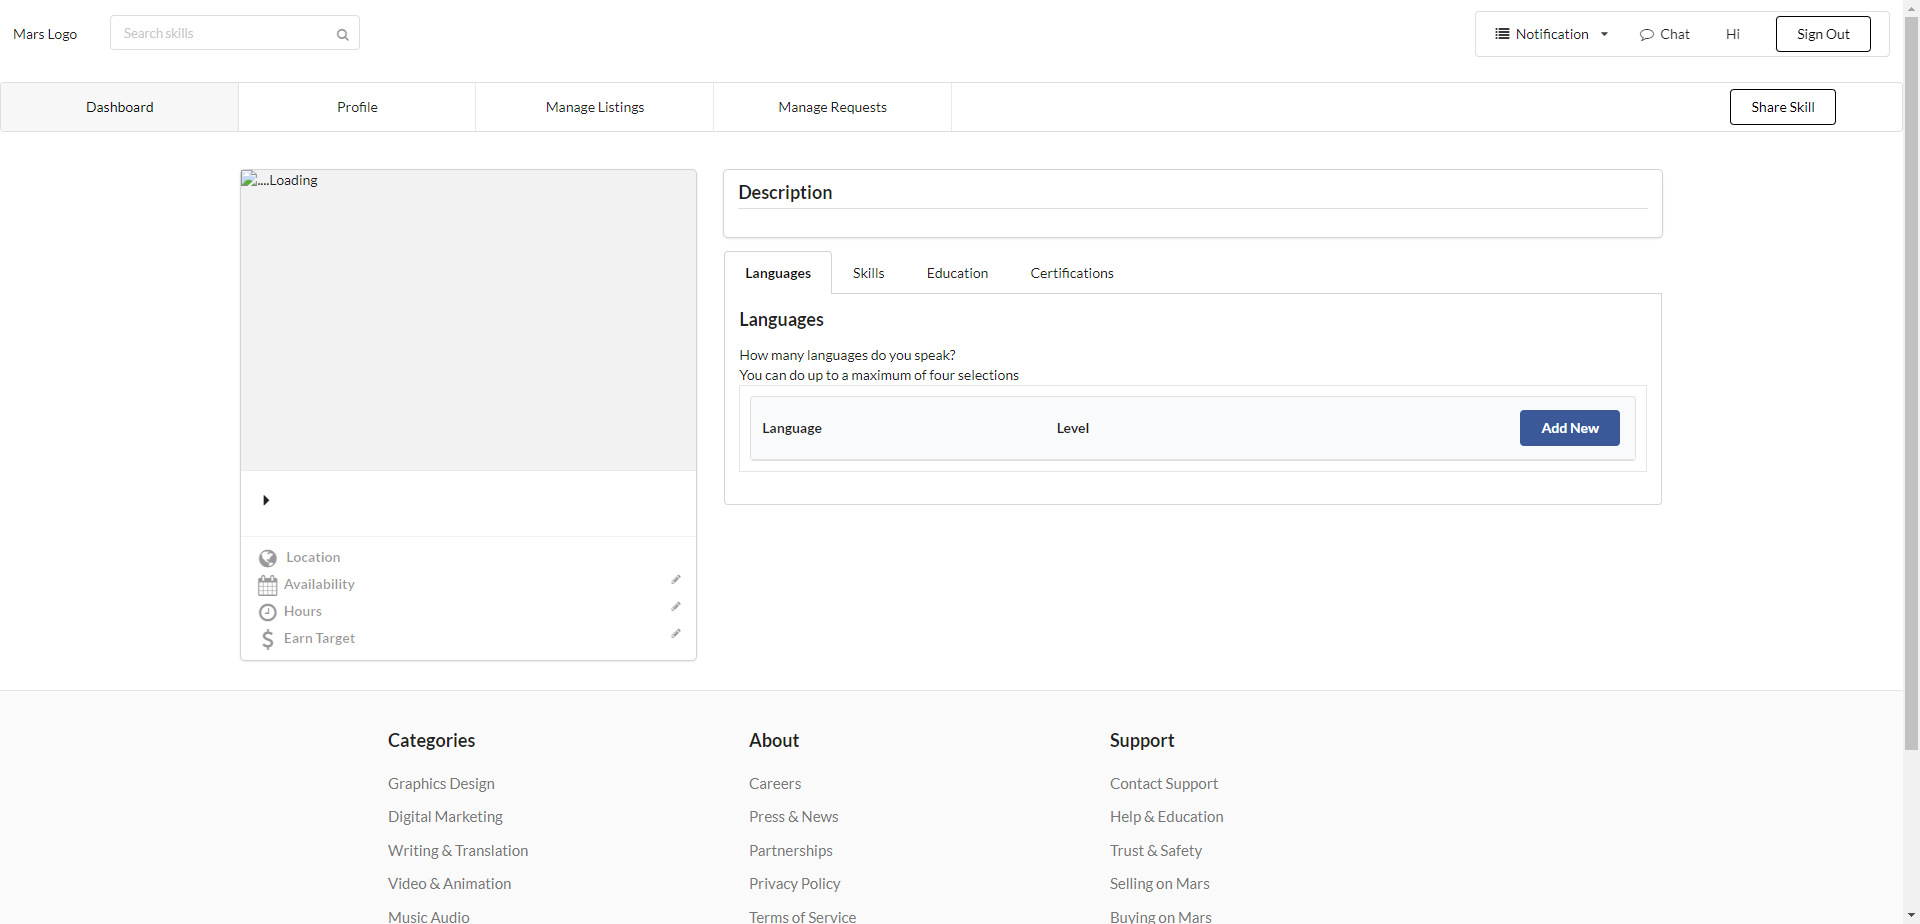 Mars Logo
Search skills
Notification
Chat
Hi
Sign Out
Dashboard
Profile
Manage Listings
Manage Requests
Share Skill
....Loading
Location
Availability
Hours
Earn Target
Description
Languages
Skills
Education
Certifications
Languages
How many languages do you speak?
You can do up to a maximum of four selections
Language
Level
Add New
Categories
Graphics Design
Digital Marketing
Writing & Translation
Video & Animation
Music Audio
About
Careers
Press & News
Partnerships
Privacy Policy
Terms of Service
Support
Contact Support
Help & Education
Trust & Safety
Selling on Mars
Buying on Mars